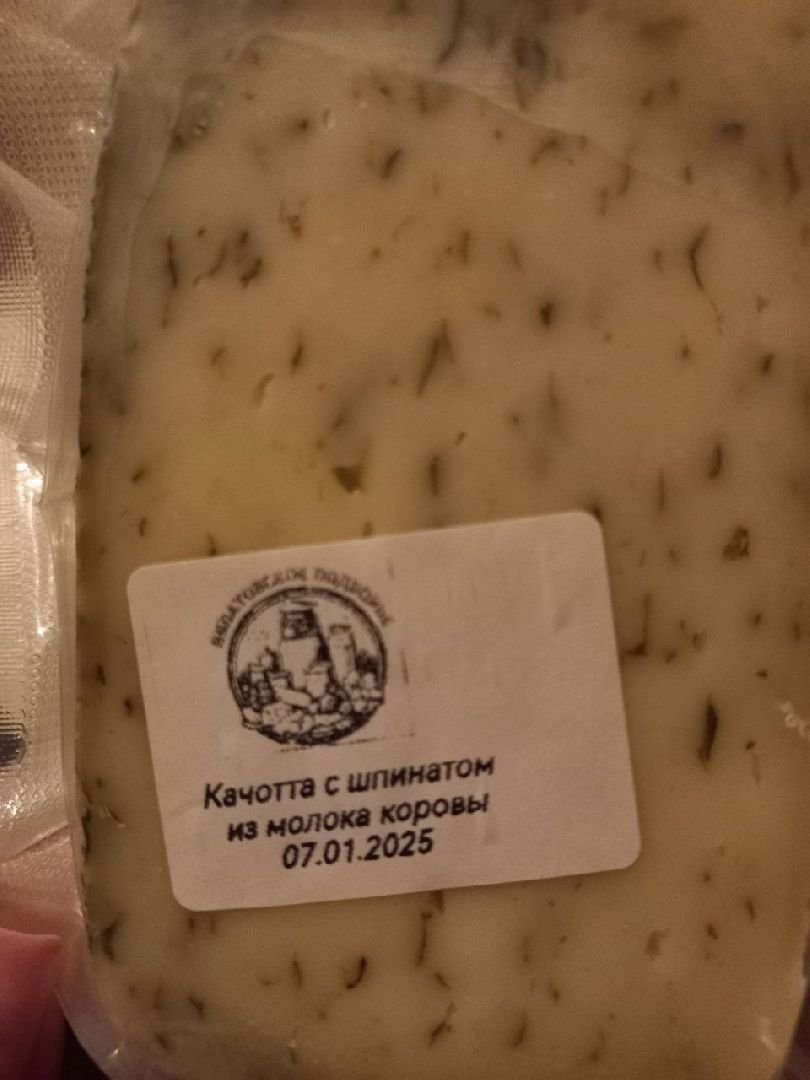 Качотта с шпинатом
из молока коровы
07.01.2025